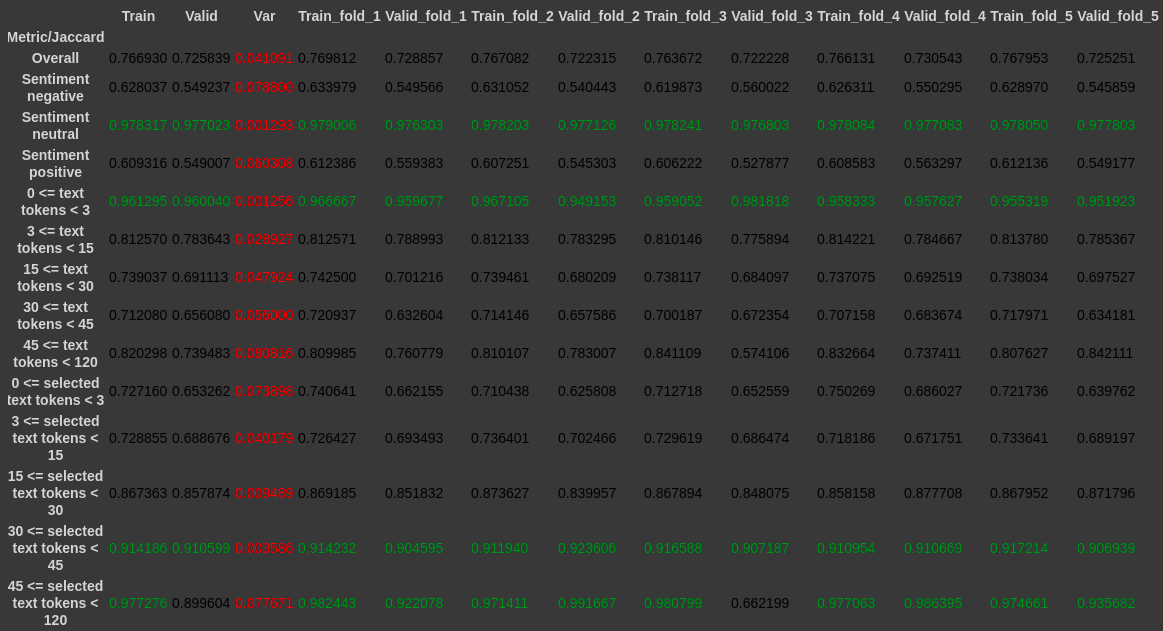 Train Valid Var Train_fold_1 Valid_fold_1 Train_fold_2 Valid_fold_2 Train_fold_3 Valid_fold_3 Train_fold_4 Valid_fold_4 Train_fold_5 Valid_fold_5
Metric/Jaccard
Overall 0.766930 0.725839 0.041091 0.769812 0.728857 0.767082 0.722315 0.763672 0.722228 0.766131 0.730543 0.767953 0.725251
Sentiment
negative 0.628037 0.549237 0.078800 0.633979 0.549566 0.631052 0.540443 0.619873 0.560022 0.626311 0.550295 0.628970 0.545859
Sentiment
neutral 0.978317 0.977023 0.001293 0.979006 0.976303 0.978203 0.977126 0.978241 0.976803 0.978084 0.977083 0.978050 0.977803
Sentiment
positive 0.609316 0.549007 0.060308 0.612386 0.559383 0.607251 0.545303 0.606222 0.527877 0.608583 0.563297 0.612136 0.549177
0 <= text
tokens < 3 0.961295 0.960040 0.001256 0.966667 0.959677 0.967105 0.949153 0.959052 0.981818 0.958333 0.957627 0.955319 0.951923
3 <= text
tokens < 15 0.812570 0.783643 0.028927 0.812571 0.788993 0.812133 0.783295 0.810146 0.775894 0.814221 0.784667 0.813780 0.785367
15 <= text
tokens < 30 0.739037 0.691113 0.047924 0.742500 0.701216 0.739461 0.680209 0.738117 0.684097 0.737075 0.692519 0.738034 0.697527
30 <= text
tokens < 45 0.712080 0.656080 0.056000 0.720937 0.632604 0.714146 0.657586 0.700187 0.672354 0.707158 0.683674 0.717971 0.634181
45 <= text
tokens < 120 0.820298 0.739483 0.080816 0.809985 0.760779 0.810107 0.783007 0.841109 0.574106 0.832664 0.737411 0.807627 0.842111
0 <= selected
text tokens < 3 0.727160 0.653262 0.073898 0.740641 0.662155 0.710438 0.625808 0.712718 0.652559 0.750269 0.686027 0.721736 0.639762
3 <= selected
text tokens < 0.728855 0.688676 0.040179 0.726427 0.693493 0.736401 0.702466 0.729619 0.686474 0.718186 0.671751 0.733641 0.689197
15
15 <= selected
text tokens < 0.867363 0.857874 0.009489 0.869185 0.851832 0.873627 0.839957 0.867894 0.848075 0.858158 0.877708 0.867952 0.871796
30
30 <= selected
text tokens < 0.914186 0.910599 0.003586 0.914232 0.904595 0.911940 0.923606 0.916588 0.907187 0.910954 0.910669 0.917214 0.906939
45
45 <= selected
text tokens < 0.977276 0.899604 0.077671 0.982443 0.922078 0.971411 0.991667 0.980799 0.662199 0.977063 0.986395 0.974661 0.935682
120